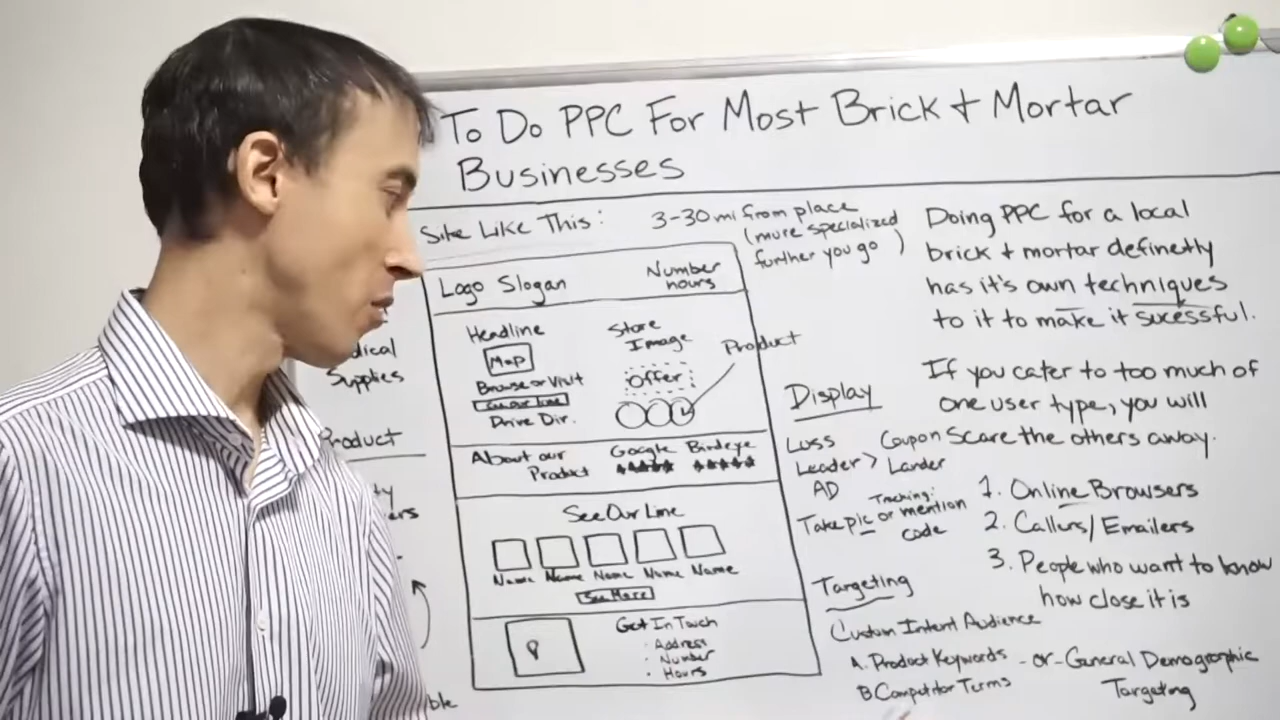 To Do PPC For Most Brick & Mortar
Businesses
Site Like This:
3-30 mi from place
(more specialized
further you go)
Supplies
Product
ble
Logo Slogan
Number
hours
Headline
Map
Browse or Visit
See Our Line
Drive Dir.
Store
Image
Offer
Product
About our
Product
Google
Birdeye
See Our Line
Name Name Name Name Name
See More
Get In Touch
· Address
· Number
· Hours
Display
Loss
Leader >
AD
Coupon
Lander
Tracking:
Take pic or mention
code
Targeting
Custom Intent Audience
A. Product Keywords
B Competitor Terms
-or- General Demographic
Targeting
Doing PPC for a local
brick & mortar definetly
has it's own techniques
to it to make it sucessful.
If you cater to too much of
one user type, you will
Scare the others away.
1. Online Browsers
2. Callers/Emailers
3. People who want to know
how close it is